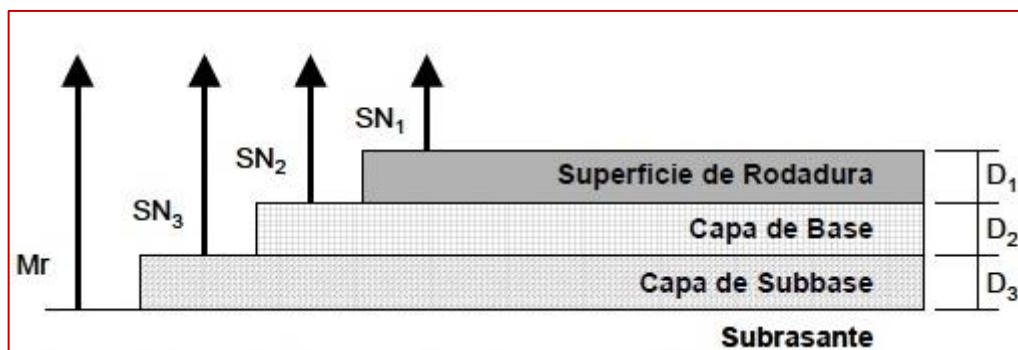 SN₁
Superficie de Rodadura
D₁
SN₂
Capa de Base
D₂
SN₃
Mr
Capa de Subbase
D₃
Subrasante